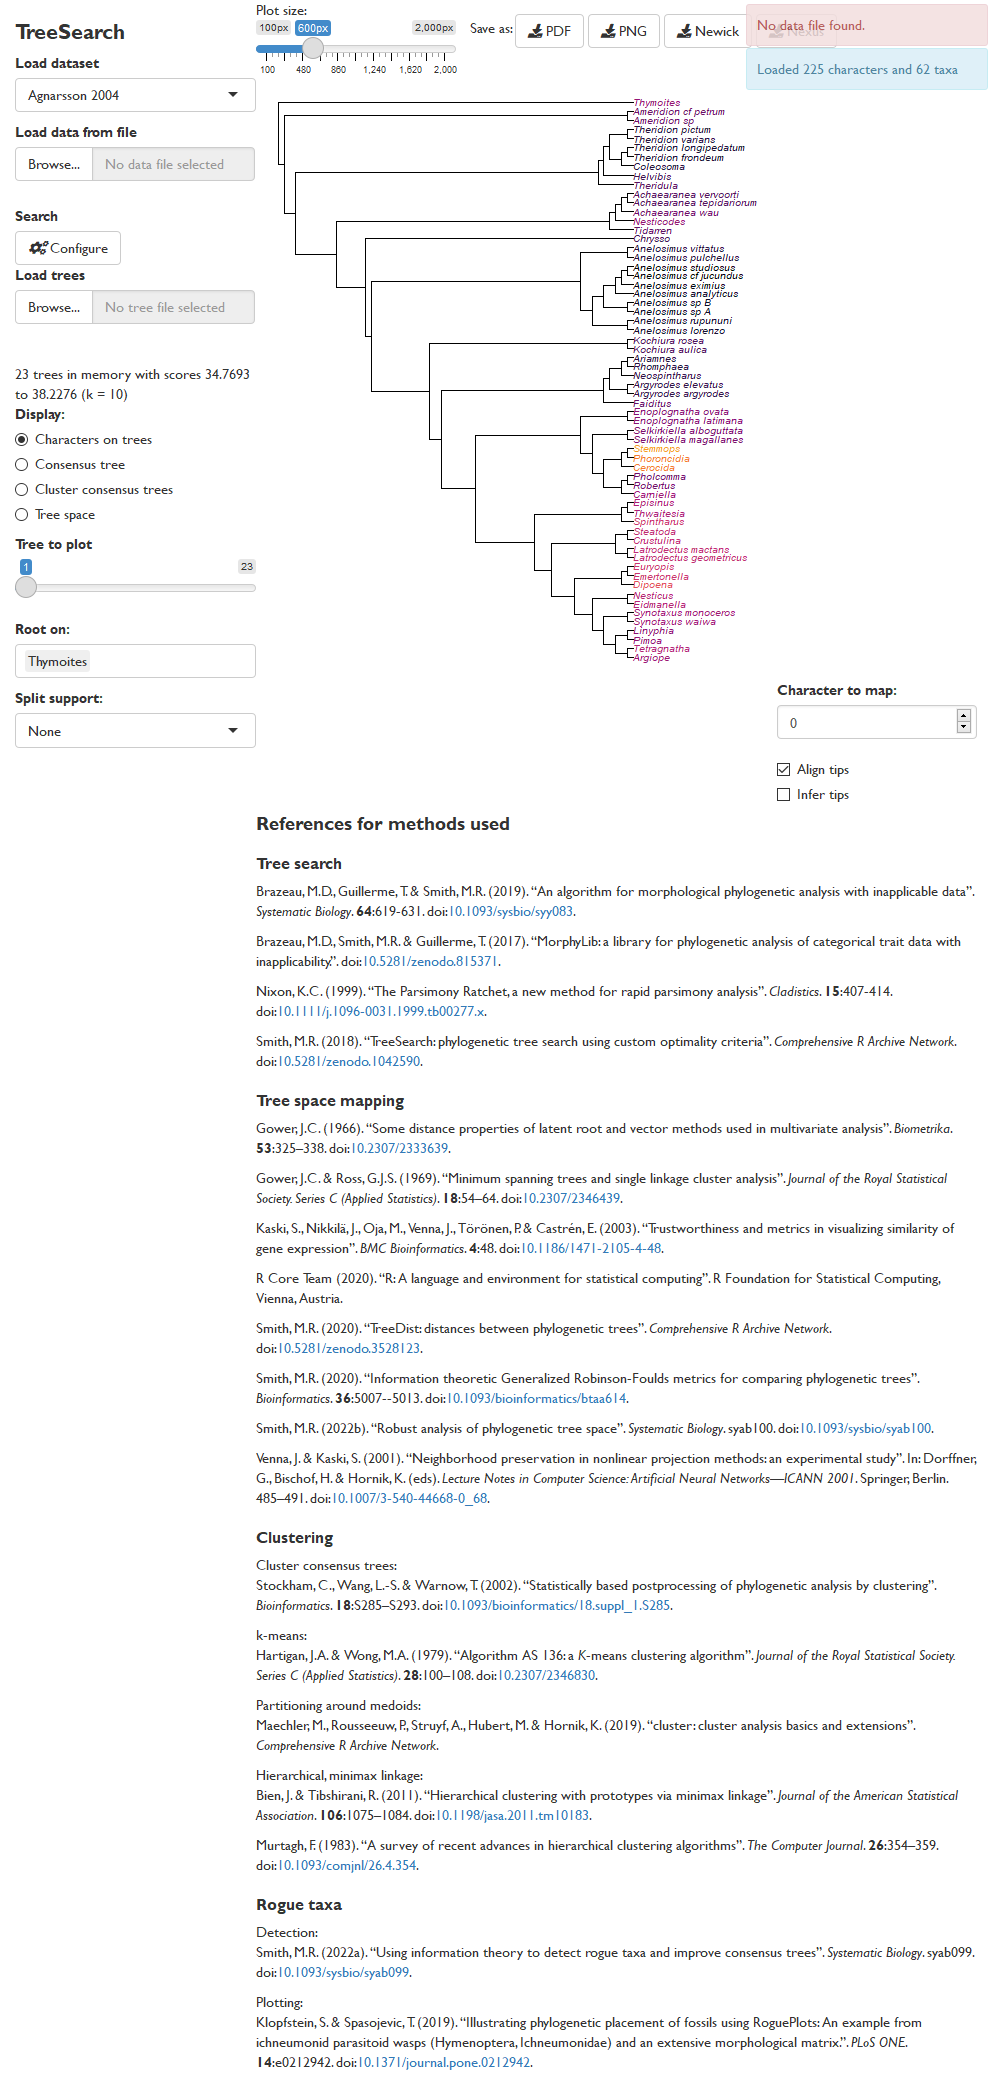 TreeSearch
Load dataset
Agnarsson 2004
Load data from file
Browse... No data file selected
Search
Configure
Load trees
Browse... No tree file selected
23 trees in memory with scores 34.7693
to 38.2276 (k = 10)
Display:
Characters on trees
Consensus tree
Cluster consensus trees
Tree space
Tree to plot
1 23
Root on:
Thymoites
Split support:
None
Plot size:
100px 600px 2,000px
100 480 860 1,240 1,620 2,000
Save as: PDF PNG Newick Nexus
No data file found.
Loaded 225 characters and 62 taxa
Thymoites
Ameridion cf petrum
Ameridion sp
Theridion pictum
Theridion varians
Theridion longipedatum
Theridion frondeum
Coleosoma
Helvibis
Theridula
Achaearanea vervoorti
Achaearanea tepidariorum
Achaearanea wau
Nesticodes
Tidarren
Chrysso
Anelosimus vittatus
Anelosimus pulchellus
Anelosimus studiosus
Anelosimus cf jucundus
Anelosimus eximius
Anelosimus analyticus
Anelosimus sp B
Anelosimus sp A
Anelosimus rupununi
Anelosimus lorenzo
Kochiura rosea
Kochiura aulica
Ariamnes
Rhomphaea
Neospintharus
Argyrodes elevatus
Argyrodes argyrodes
Faiditus
Enoplognatha ovata
Enoplognatha latimana
Selkirkiella alboguttata
Selkirkiella magallanes
Stemmops
Phoroncidia
Cerocida
Pholcomma
Robertus
Carniella
Episinus
Thwaitesia
Spintharus
Steatoda
Crustulina
Latrodectus mactans
Latrodectus geometricus
Euryopis
Emertonella
Dipoena
Nesticus
Eidmanella
Synotaxus monoceros
Synotaxus waiwa
Linyphia
Pimoa
Tetragnatha
Argiope
Character to map:
0
Align tips
Infer tips
References for methods used
Tree search
Brazeau, M.D., Guillerme, T. & Smith, M.R. (2019). “An algorithm for morphological phylogenetic analysis with inapplicable data”.
Systematic Biology. 64:619-631. doi:10.1093/sysbio/syy083.
Brazeau, M.D., Smith, M.R. & Guillerme, T. (2017). “MorphyLib: a library for phylogenetic analysis of categorical trait data with
inapplicability.”. doi:10.5281/zenodo.815371.
Nixon, K.C. (1999). “The Parsimony Ratchet, a new method for rapid parsimony analysis”. Cladistics. 15:407-414.
doi:10.1111/j.1096-0031.1999.tb00277.x.
Smith, M.R. (2018). “TreeSearch: phylogenetic tree search using custom optimality criteria”. Comprehensive R Archive Network.
doi:10.5281/zenodo.1042590.
Tree space mapping
Gower, J.C. (1966). “Some distance properties of latent root and vector methods used in multivariate analysis”. Biometrika.
53:325–338. doi:10.2307/2333639.
Gower, J.C. & Ross, G.J.S. (1969). “Minimum spanning trees and single linkage cluster analysis”. Journal of the Royal Statistical
Society. Series C (Applied Statistics). 18:54–64. doi:10.2307/2346439.
Kaski, S., Nikkilä, J., Oja, M., Venna, J., Törönen, P. & Castrén, E. (2003). “Trustworthiness and metrics in visualizing similarity of
gene expression”. BMC Bioinformatics. 4:48. doi:10.1186/1471-2105-4-48.
R Core Team (2020). “R: A language and environment for statistical computing”. R Foundation for Statistical Computing,
Vienna, Austria.
Smith, M.R. (2020). “TreeDist: distances between phylogenetic trees”. Comprehensive R Archive Network.
doi:10.5281/zenodo.3528123.
Smith, M.R. (2020). “Information theoretic Generalized Robinson-Foulds metrics for comparing phylogenetic trees”.
Bioinformatics. 36:5007--5013. doi:10.1093/bioinformatics/btaa614.
Smith, M.R. (2022b). “Robust analysis of phylogenetic tree space”. Systematic Biology. syab100. doi:10.1093/sysbio/syab100.
Venna, J. & Kaski, S. (2001). “Neighborhood preservation in nonlinear projection methods: an experimental study”. In: Dorffner,
G., Bischof, H. & Hornik, K. (eds). Lecture Notes in Computer Science: Artificial Neural Networks—ICANN 2001. Springer, Berlin.
485–491. doi:10.1007/3-540-44668-0_68.
Clustering
Cluster consensus trees:
Stockham, C., Wang, L.-S. & Warnow, T. (2002). “Statistically based postprocessing of phylogenetic analysis by clustering”.
Bioinformatics. 18:S285–S293. doi:10.1093/bioinformatics/18.suppl_1.S285.
k-means:
Hartigan, J.A. & Wong, M.A. (1979). “Algorithm AS 136: a K-means clustering algorithm”. Journal of the Royal Statistical Society.
Series C (Applied Statistics). 28:100–108. doi:10.2307/2346830.
Partitioning around medoids:
Maechler, M., Rousseeuw, P., Struyf, A., Hubert, M. & Hornik, K. (2019). “cluster: cluster analysis basics and extensions”.
Comprehensive R Archive Network.
Hierarchical, minimax linkage:
Bien, J. & Tibshirani, R. (2011). “Hierarchical clustering with prototypes via minimax linkage”. Journal of the American Statistical
Association. 106:1075–1084. doi:10.1198/jasa.2011.tm10183.
Murtagh, F. (1983). “A survey of recent advances in hierarchical clustering algorithms”. The Computer Journal. 26:354–359.
doi:10.1093/comjnl/26.4.354.
Rogue taxa
Detection:
Smith, M.R. (2022a). “Using information theory to detect rogue taxa and improve consensus trees”. Systematic Biology. syab099.
doi:10.1093/sysbio/syab099.
Plotting:
Klopfstein, S. & Spasojevic, T. (2019). “Illustrating phylogenetic placement of fossils using RoguePlots: An example from
ichneumonid parasitoid wasps (Hymenoptera, Ichneumonidae) and an extensive morphological matrix.”. PLoS ONE.
14:e0212942. doi:10.1371/journal.pone.0212942.